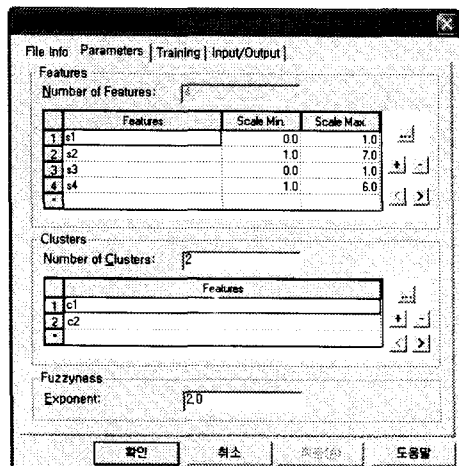 File Info Parameters Training Input/Output
Features
Number of Features: 4
Features Scale Min. Scale Max.
1 s1 0.0 1.0 ...
2 s2 1.0 7.0 + -
3 s3 0.0 1.0
4 s4 1.0 6.0 < >
*
Clusters
Number of Clusters: 2
Features
1 c1 ...
2 c2 + -
* < >
Fuzzyness
Exponent: 2.0
확인 취소 적용(A) 도움말